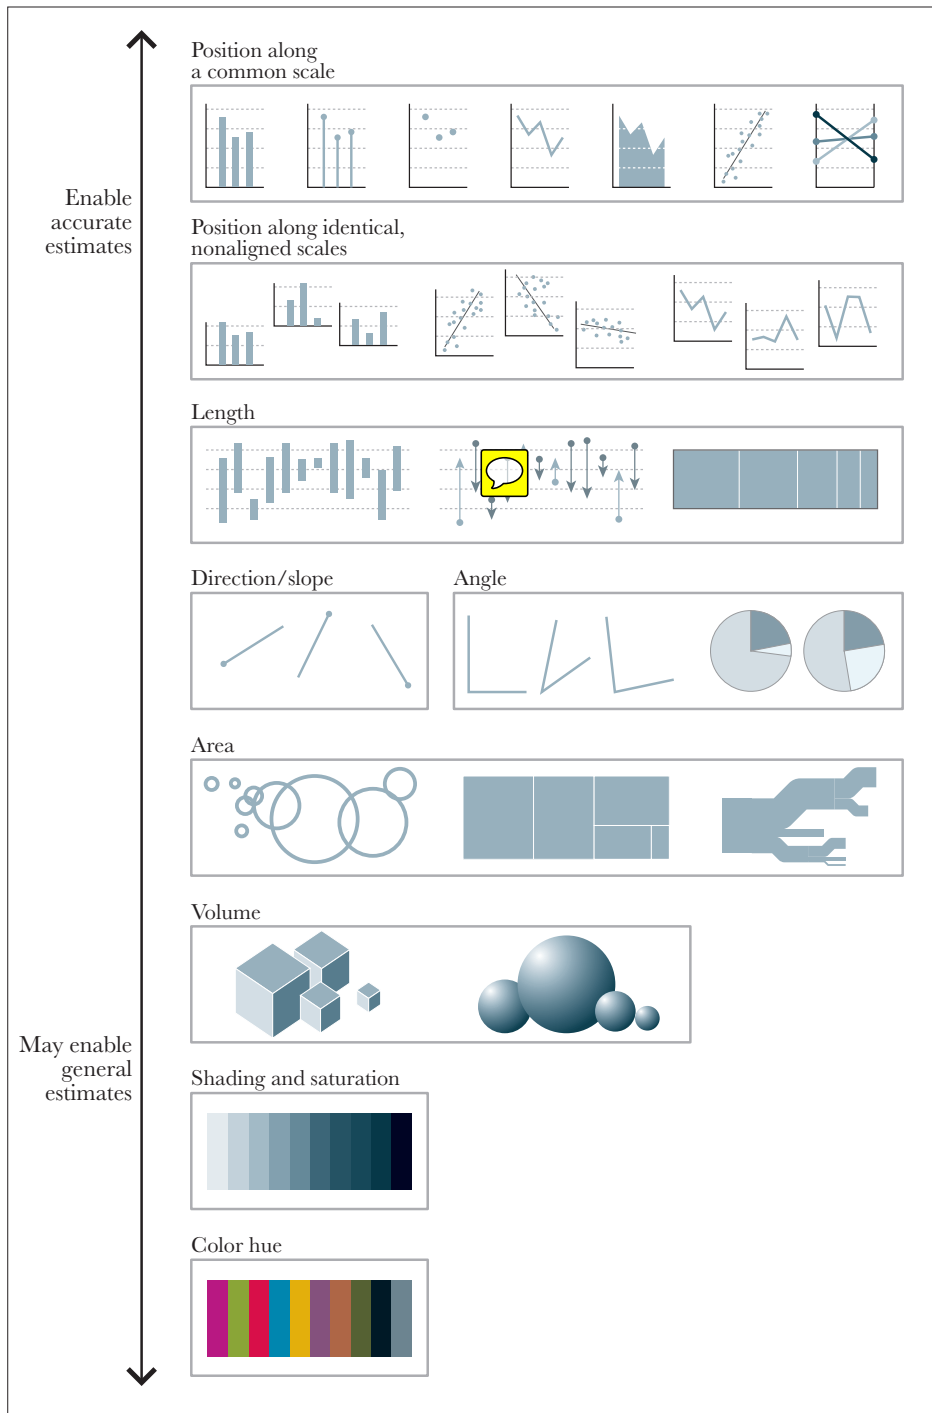 Position along
a common scale
Enable
accurate
estimates
Position along identical,
nonaligned scales
Length
Direction/slope
Angle
Area
Volume
May enable
general
estimates
Shading and saturation
Color hue